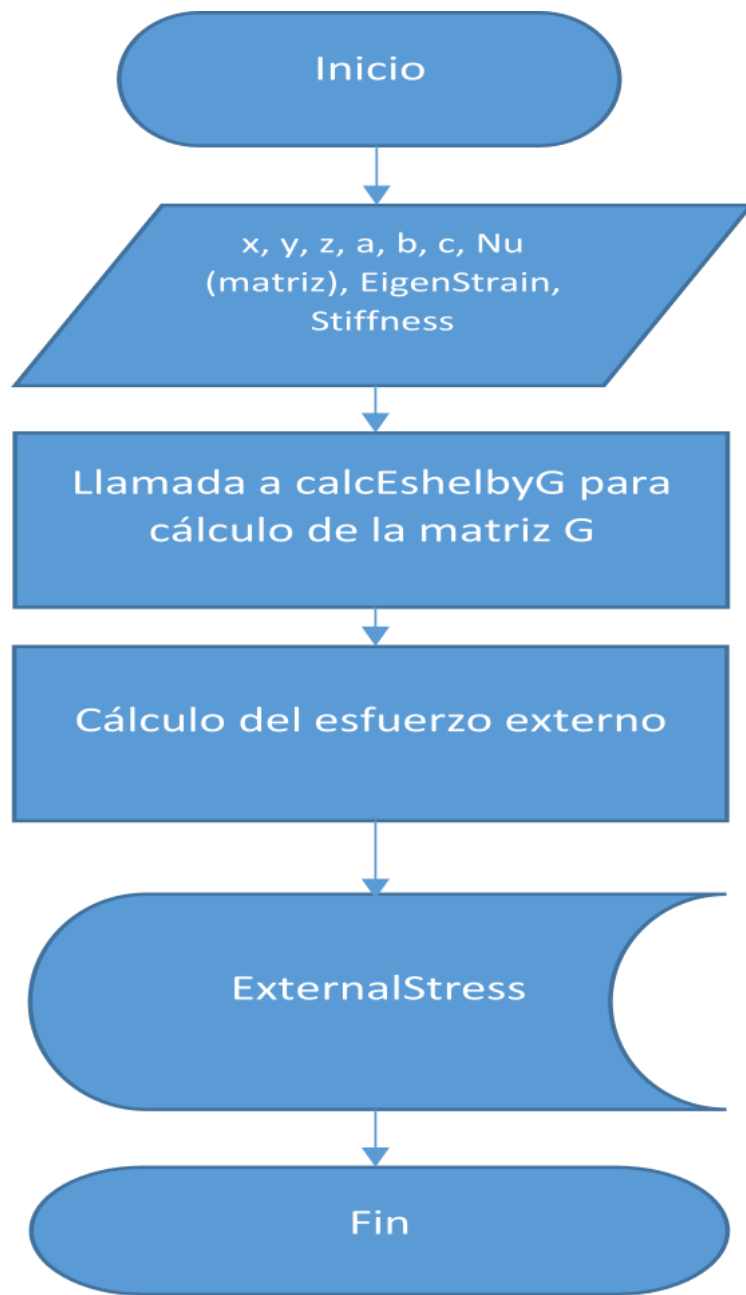 Inicio
x, y, z, a, b, c, Nu
(matriz), EigenStrain,
Stiffness
Llamada a calcEshelbyG para
cálculo de la matriz G
Cálculo del esfuerzo externo
ExternalStress
Fin